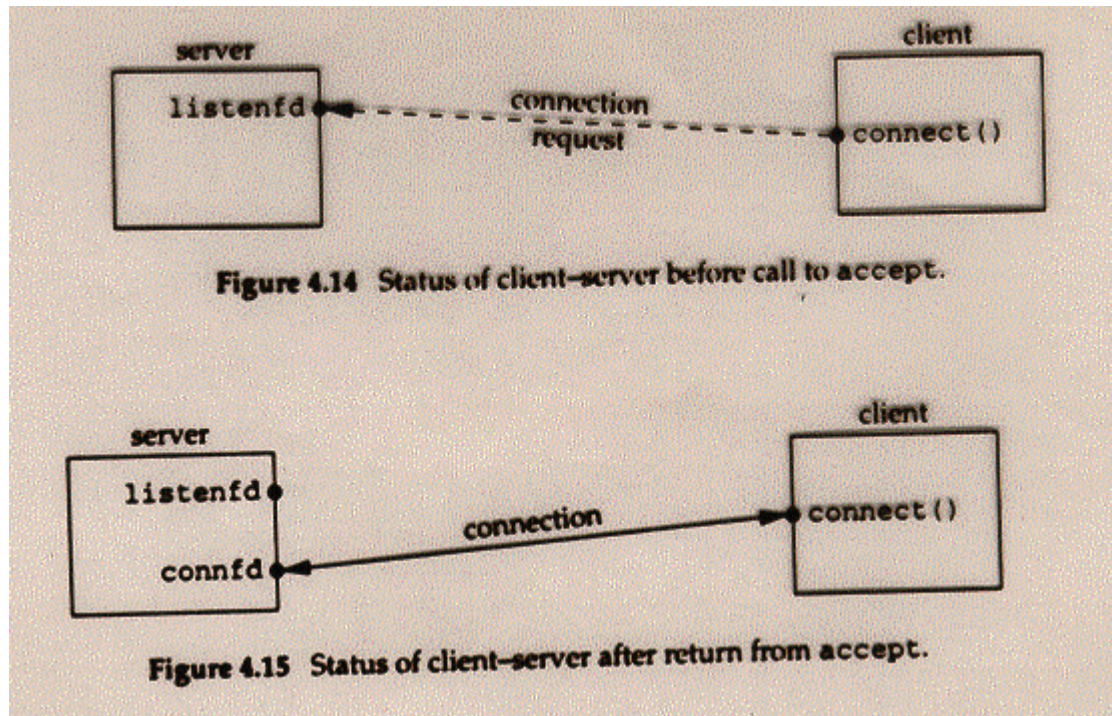 server
client
listenfd
connection
request
connect()
Figure 4.14 Status of client–server before call to accept.
server
client
listenfd
connection
connect()
connfd
Figure 4.15 Status of client–server after return from accept.